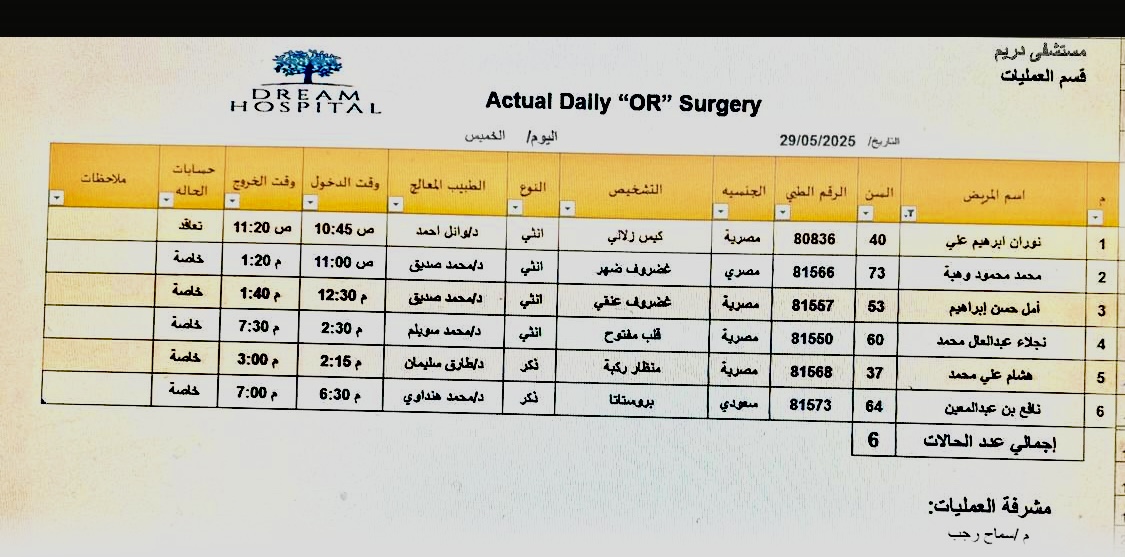 مستشفى دريم
قسم العمليات
DREAM
HOSPITAL
Actual Daily “OR” Surgery
التاريخ/ 29/05/2025 اليوم/ الخميس
م اسم المريض السن الرقم الطبي الجنسيه التشخيص النوع الطبيب المعالج وقت الدخول وقت الخروج حسابات الحاله ملاحظات
1 نوران ابرهيم علي 40 80836 مصرية كيس زلالي انثي د/وائل احمد 10:45 ص 11:20 ص تعاقد
2 محمد محمود وهبة 73 81566 مصري غضروف ضهر انثي د/محمد صديق 11:00 ص 1:20 م خاصة
3 أمل حسن إبراهيم 53 81557 مصرية غضروف عنقي انثي د/محمد صديق 12:30 م 1:40 م خاصة
4 نجلاء عبدالعال محمد 60 81550 مصرية قلب مفتوح انثي د/محمد سويلم 2:30 م 7:30 م خاصة
5 هشام علي محمد 37 81568 مصرية منظار ركبة ذكر د/طارق سليمان 2:15 م 3:00 م خاصة
6 نافع بن عبدالمعين 64 81573 سعودي بروستاتا ذكر د/محمد هنداوي 6:30 م 7:00 م خاصة
إجمالي عدد الحالات 6
مشرفة العمليات:
م /سماح رجب